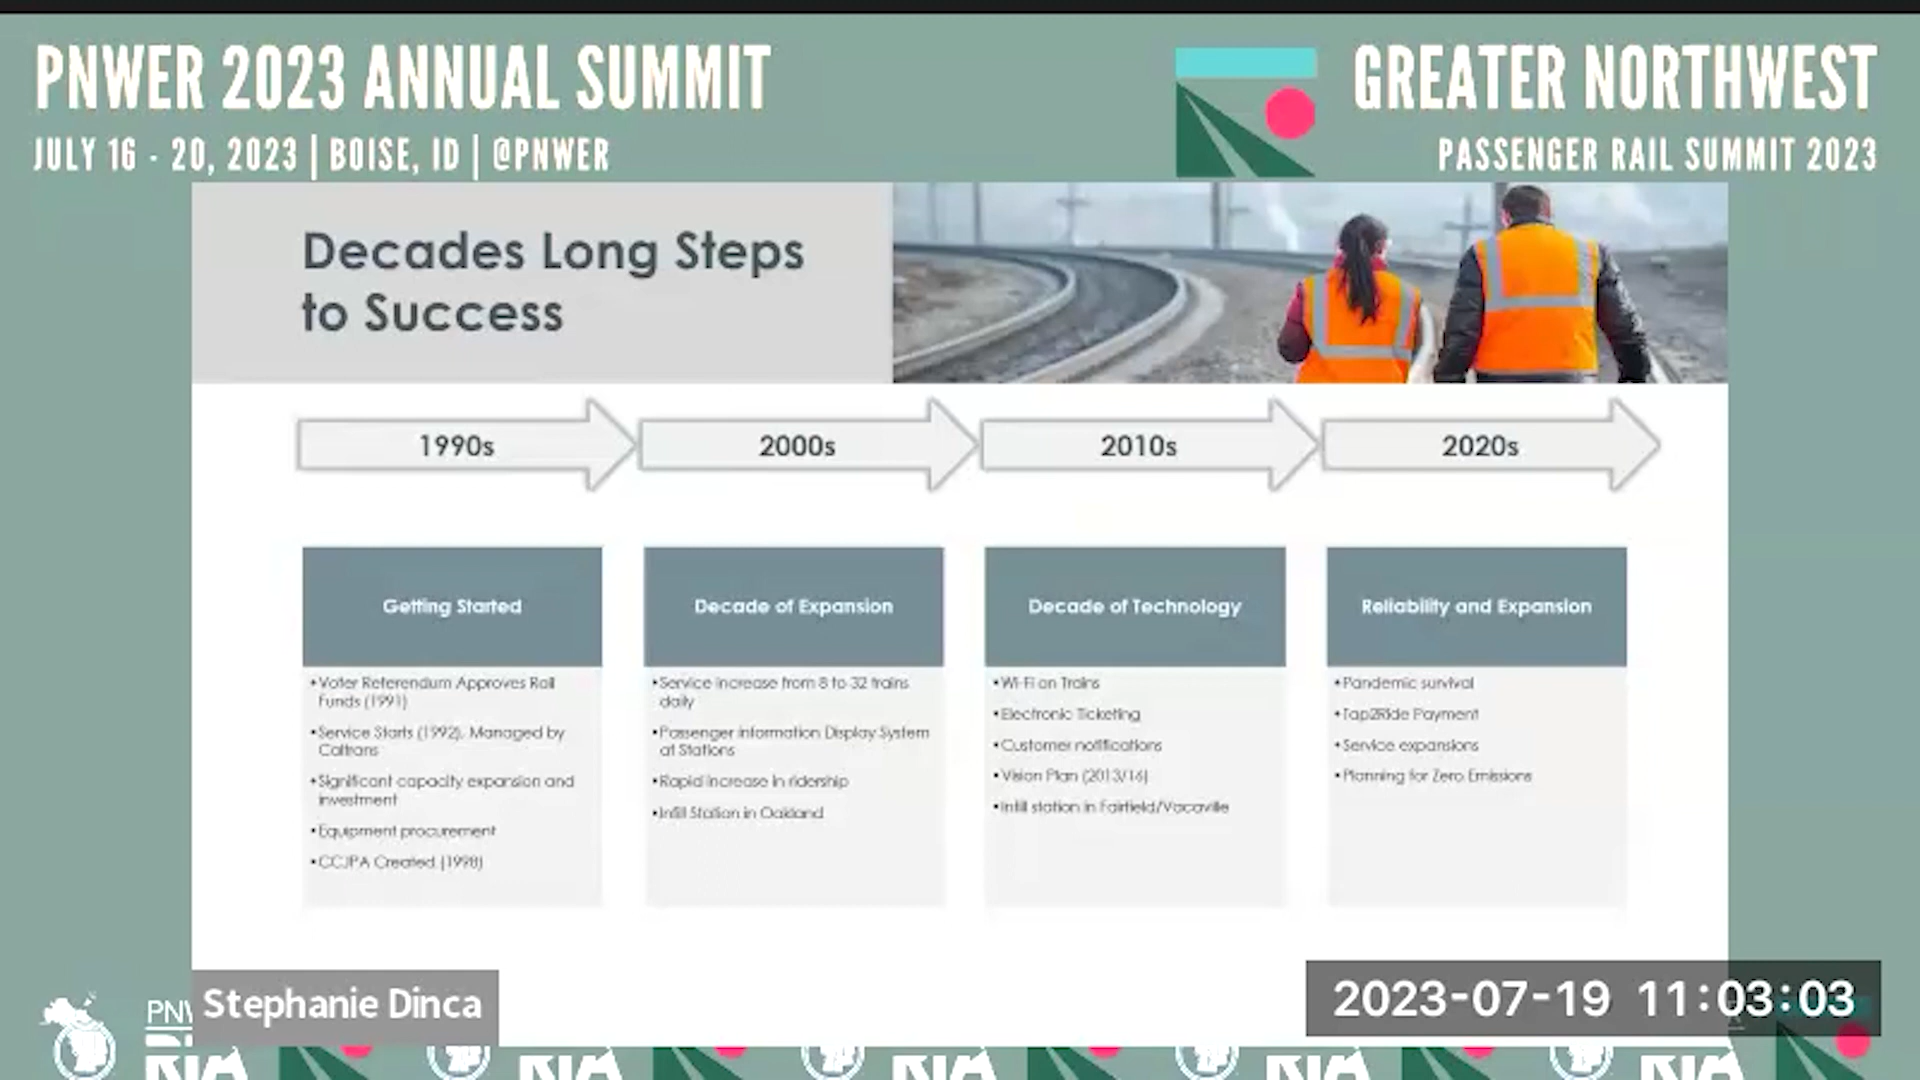 PNWER 2023 ANNUAL SUMMIT
JULY 16 - 20, 2023 | BOISE, ID | @PNWER
GREATER NORTHWEST
PASSENGER RAIL SUMMIT 2023
Decades Long Steps
to Success
1990s
2000s
2010s
2020s
Getting Started
•Voter Referendum Approves Rail
Funds (1991)
•Service Starts (1992), Managed by
Caltrans
•Significant capacity expansion and
investment
•Equipment procurement
•CCJPA Created (1998)
Decade of Expansion
•Service increase from 8 to 32 trains
daily
•Passenger Information Display System
at Stations
•Rapid increase in ridership
•Infill Station in Oakland
Decade of Technology
•Wi-Fi on Trains
•Electronic Ticketing
•Customer notifications
•Vision Plan (2013/16)
•Infill station in Fairfield/Vacaville
Reliability and Expansion
•Pandemic survival
•Tap2Ride Payment
•Service expansions
•Planning for Zero Emissions
Stephanie Dinca
2023-07-19 11:03:03